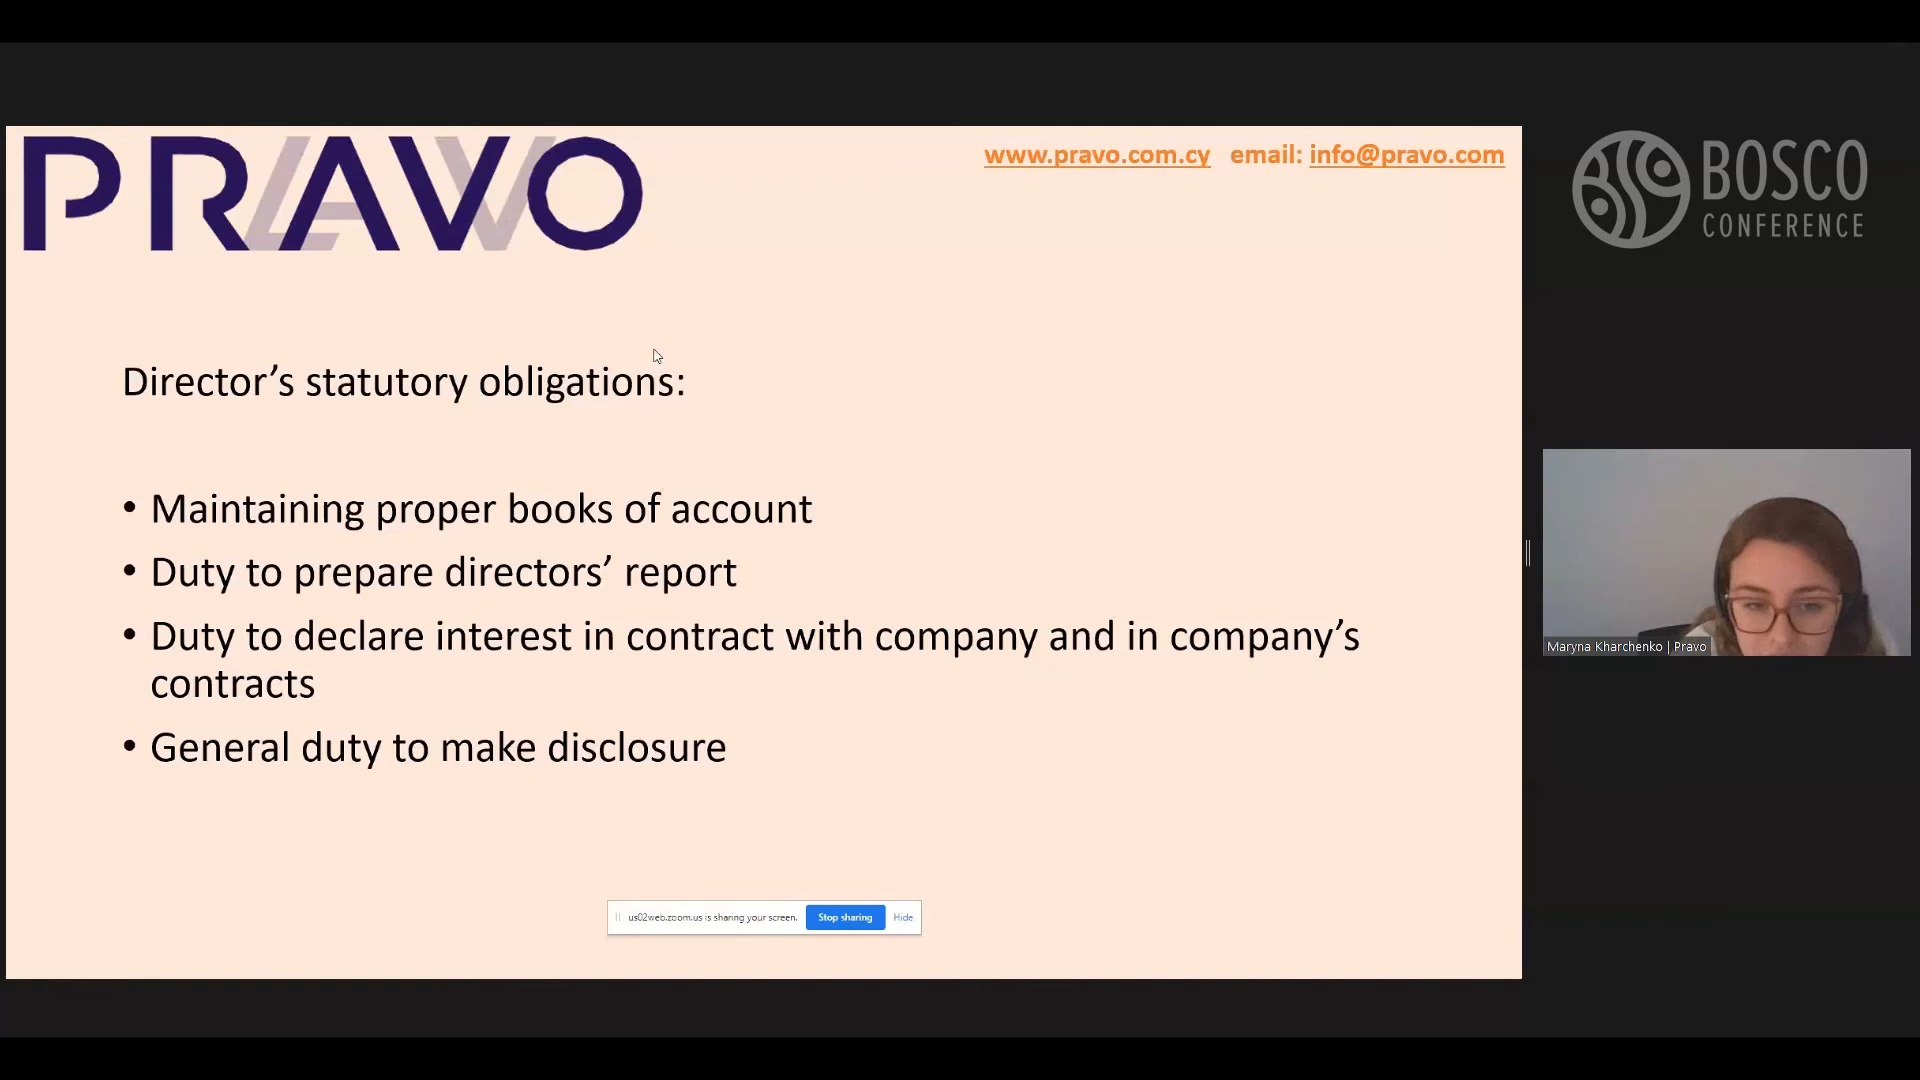 PRAVO
LAW
www.pravo.com.cy email: info@pravo.com
BOSCO
CONFERENCE
Director’s statutory obligations:
• Maintaining proper books of account
• Duty to prepare directors’ report
• Duty to declare interest in contract with company and in company’s
contracts
• General duty to make disclosure
Maryna Kharchenko | Pravo
us02web.zoom.us is sharing your screen. Stop sharing Hide